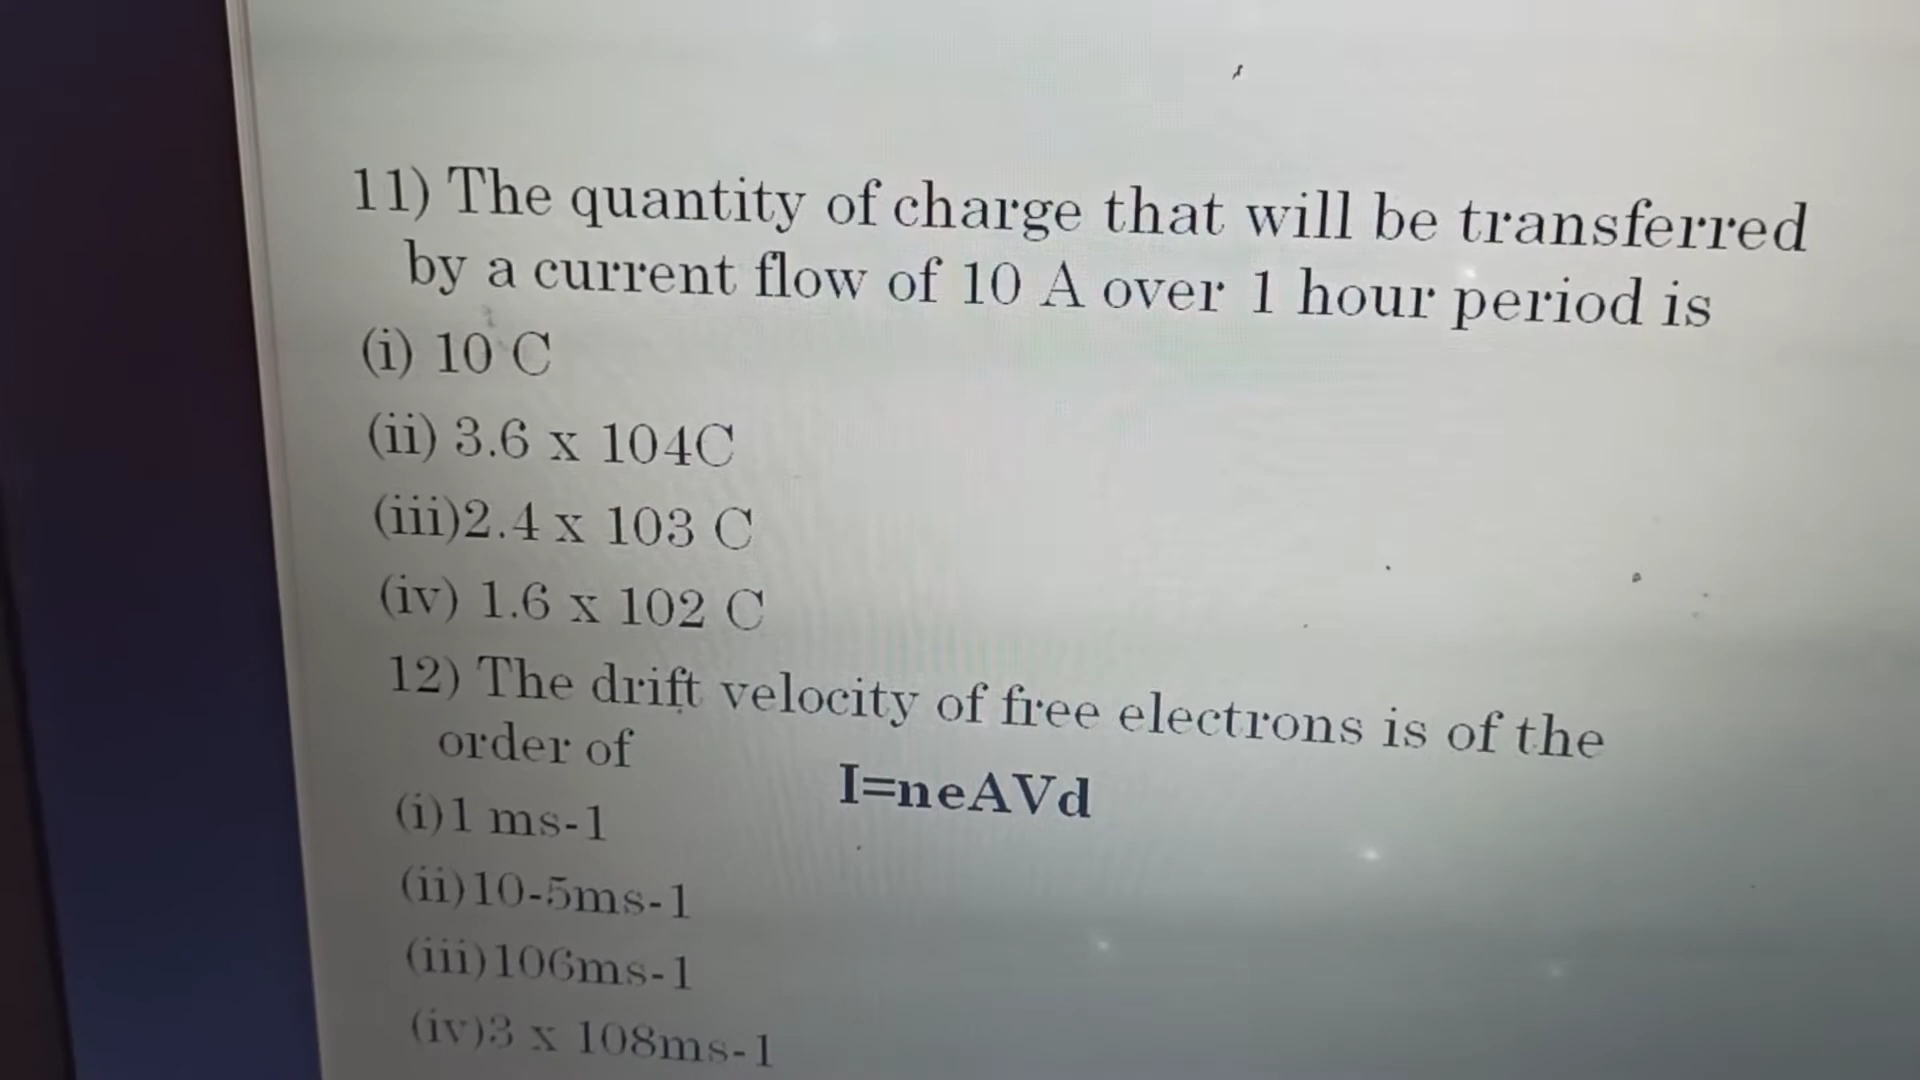 11) The quantity of charge that will be transferred
by a current flow of 10 A over 1 hour period is
(i) 10 C
(ii) 3.6 x 104C
(iii)2.4 x 103 C
(iv) 1.6 x 102 C
12) The drift velocity of free electrons is of the
order of
I=neAVd
(i)1 ms-1
(ii)10-5ms-1
(iii)106ms-1
(iv)3 x 108ms-1